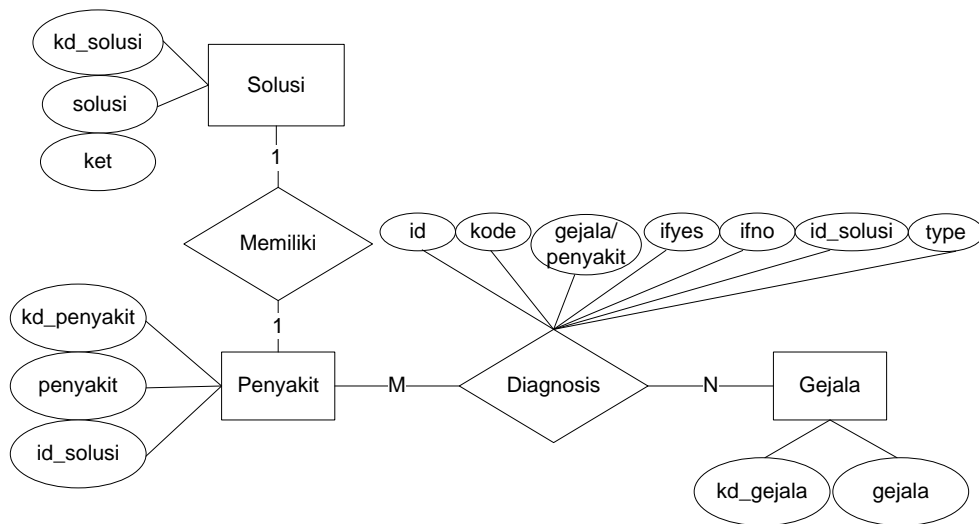 kd_solusi
solusi
ket
Solusi
1
Memiliki
1
id
kode
gejala/
penyakit
ifyes
ifno
id_solusi
type
kd_penyakit
penyakit
id_solusi
Penyakit
M
Diagnosis
N
Gejala
kd_gejala
gejala